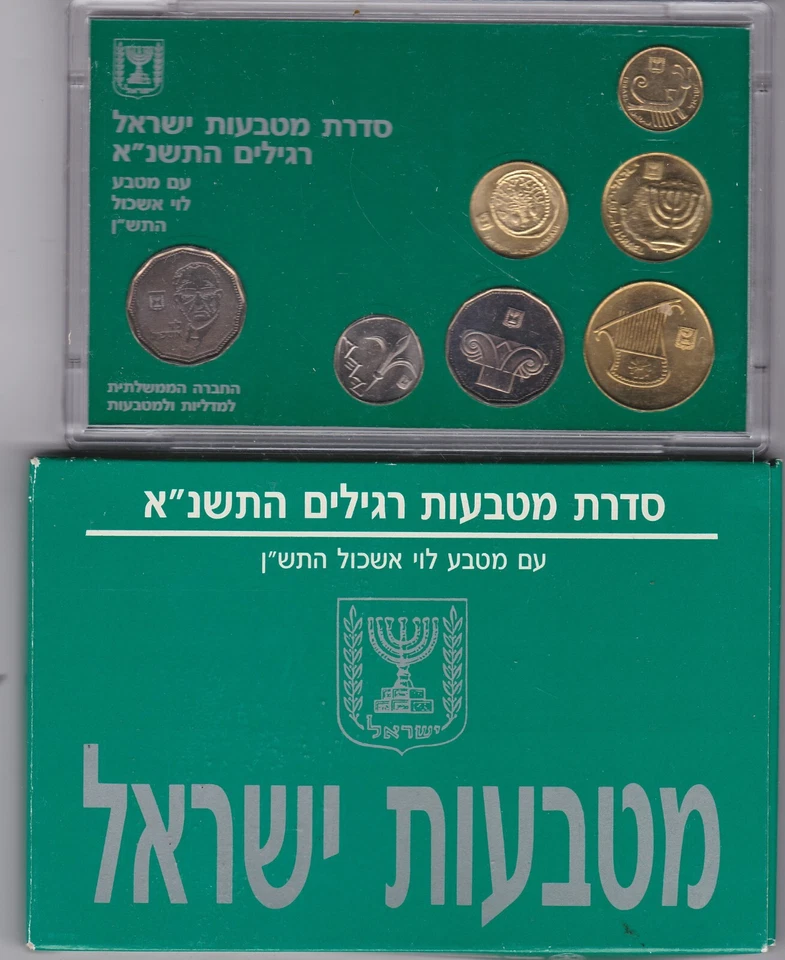 ישראל
סדרת מטבעות ישראל
רגילים התשנ"א
עם מטבע
לוי אשכול
התש"ן
החברה הממשלתית
למדליות ולמטבעות
סדרת מטבעות רגילים התשנ"א
עם מטבע לוי אשכול התש"ן
ישראל
מטבעות ישראל